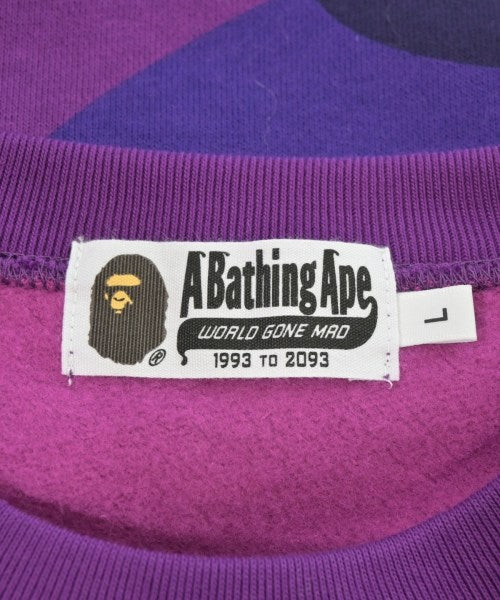 A Bathing Ape
WORLD GONE MAD
1993 TO 2093
®
L